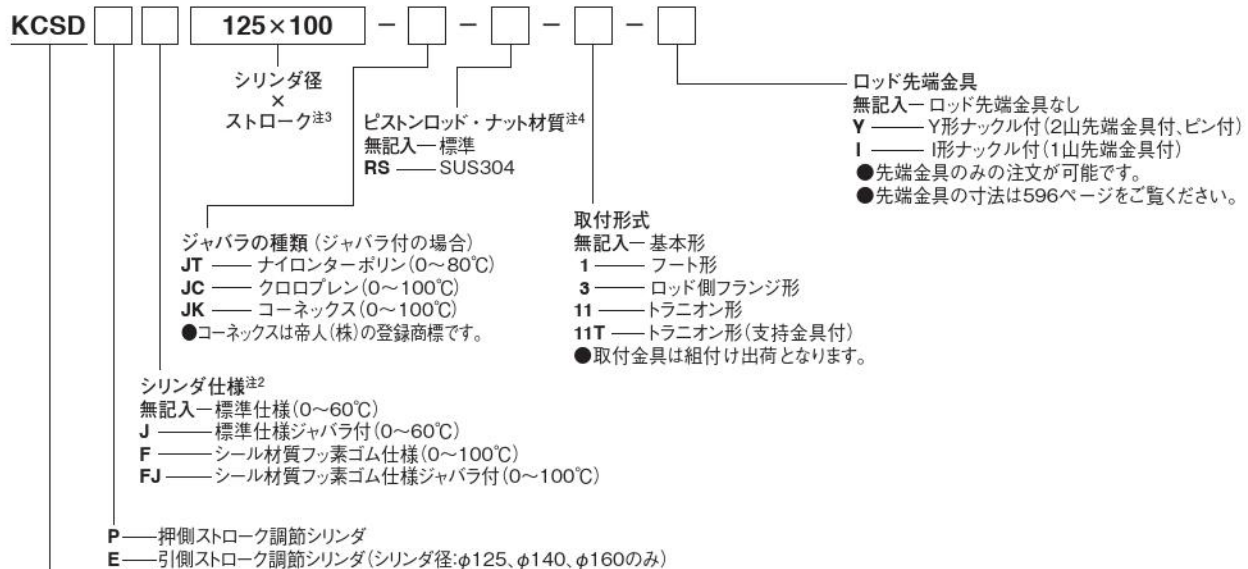 KCSD 125×100 － － － －
シリンダ径
×
ストローク注3
ピストンロッド・ナット材質注4
無記入─標準
RS ── SUS304
ロッド先端金具
無記入─ロッド先端金具なし
Y ── Y形ナックル付(2山先端金具付、ピン付)
I ── I形ナックル付(1山先端金具付)
●先端金具のみの注文が可能です。
●先端金具の寸法は596ページをご覧ください。
ジャバラの種類(ジャバラ付の場合)
JT ── ナイロンターポリン(0～80℃)
JC ── クロロプレン(0～100℃)
JK ── コーネックス(0～100℃)
●コーネックスは帝人(株)の登録商標です。
取付形式
無記入─基本形
1 ── フート形
3 ── ロッド側フランジ形
11 ── トラニオン形
11T ── トラニオン形(支持金具付)
●取付金具は組付け出荷となります。
シリンダ仕様注2
無記入─標準仕様(0～60℃)
J ── 標準仕様ジャバラ付(0～60℃)
F ── シール材質フッ素ゴム仕様(0～100℃)
FJ ── シール材質フッ素ゴム仕様ジャバラ付(0～100℃)
P ── 押側ストローク調節シリンダ
E ── 引側ストローク調節シリンダ(シリンダ径:φ125、φ140、φ160のみ)